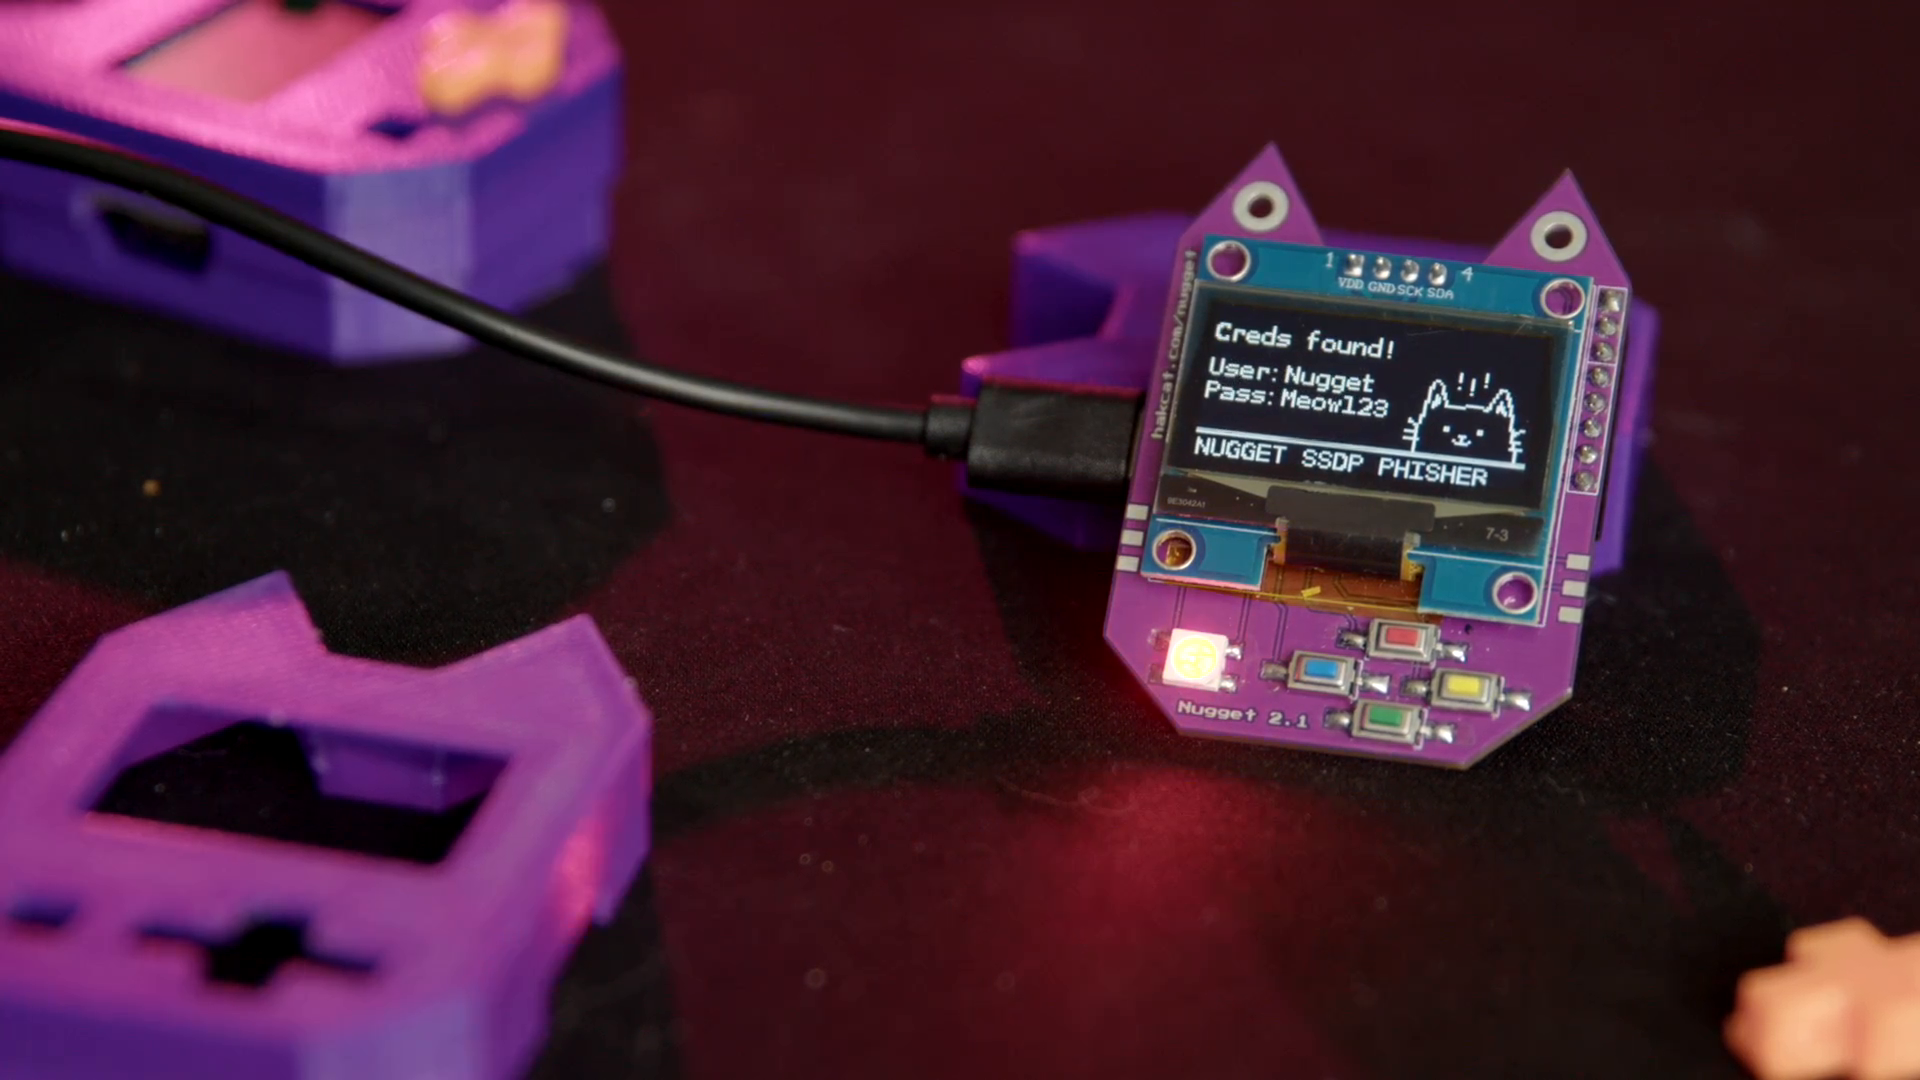 1 4
VDD GND SCK SDA
hakcat.com/nugget
Creds found!
!!!
User: Nugget
Pass: Meow123
NUGGET SSDP PHISHER
7-3
Nugget 2.1